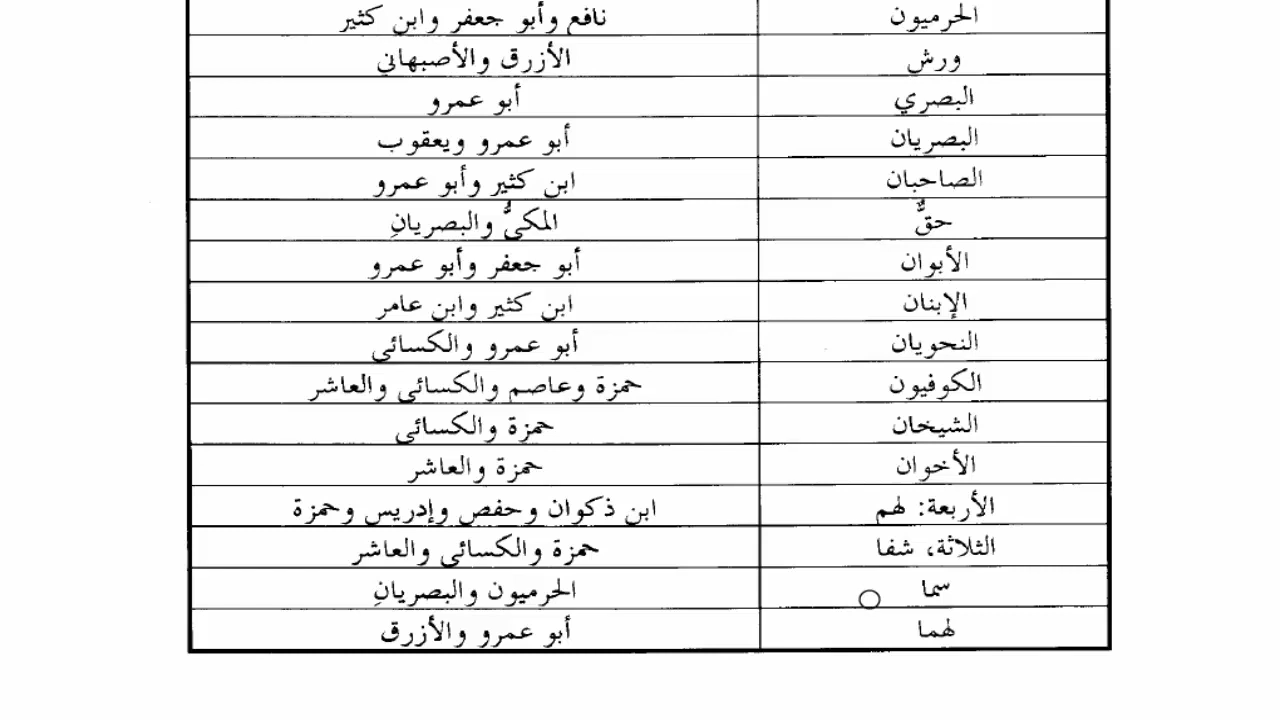 الحرميون نافع وأبو جعفر وابن كثير
ورش الأزرق والأصبهاني
البصري أبو عمرو
البصريان أبو عمرو ويعقوب
الصاحبان ابن كثير وأبو عمرو
حقٌّ المكيُّ والبصريانِ
الأبوان أبو جعفر وأبو عمرو
الإبنان ابن كثير وابن عامر
النحويان أبو عمرو والكسائي
الكوفيون حمزة وعاصم والكسائي والعاشر
الشيخان حمزة والكسائي
الأخوان حمزة والعاشر
الأربعة: لهم ابن ذكوان وحفص وإدريس وحمزة
الثلاثة، شفا حمزة والكسائي والعاشر
سما الحرميون والبصريانِ
لهما أبو عمرو والأزرق